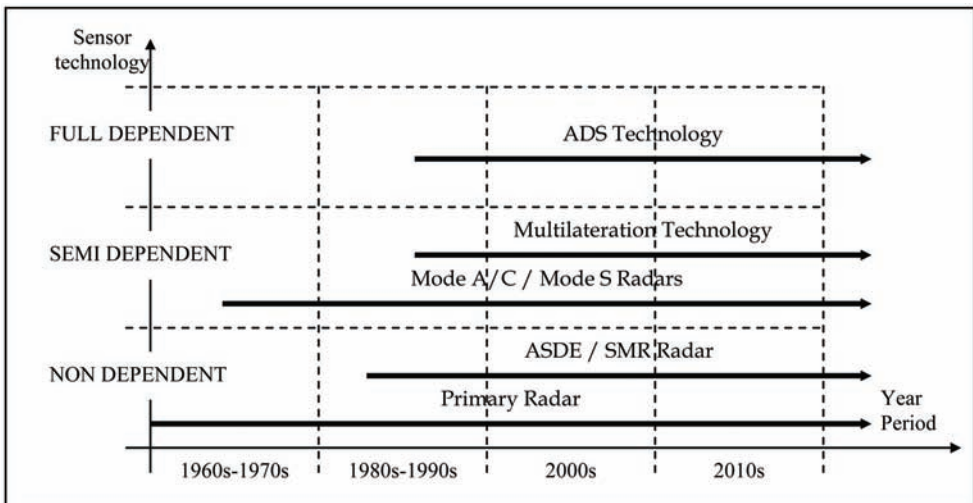 Sensor
technology
FULL DEPENDENT
ADS Technology
Multilateration Technology
SEMI DEPENDENT
Mode A/C / Mode S Radars
ASDE / SMR Radar
NON DEPENDENT
Primary Radar
Year
Period
1960s-1970s
1980s-1990s
2000s
2010s